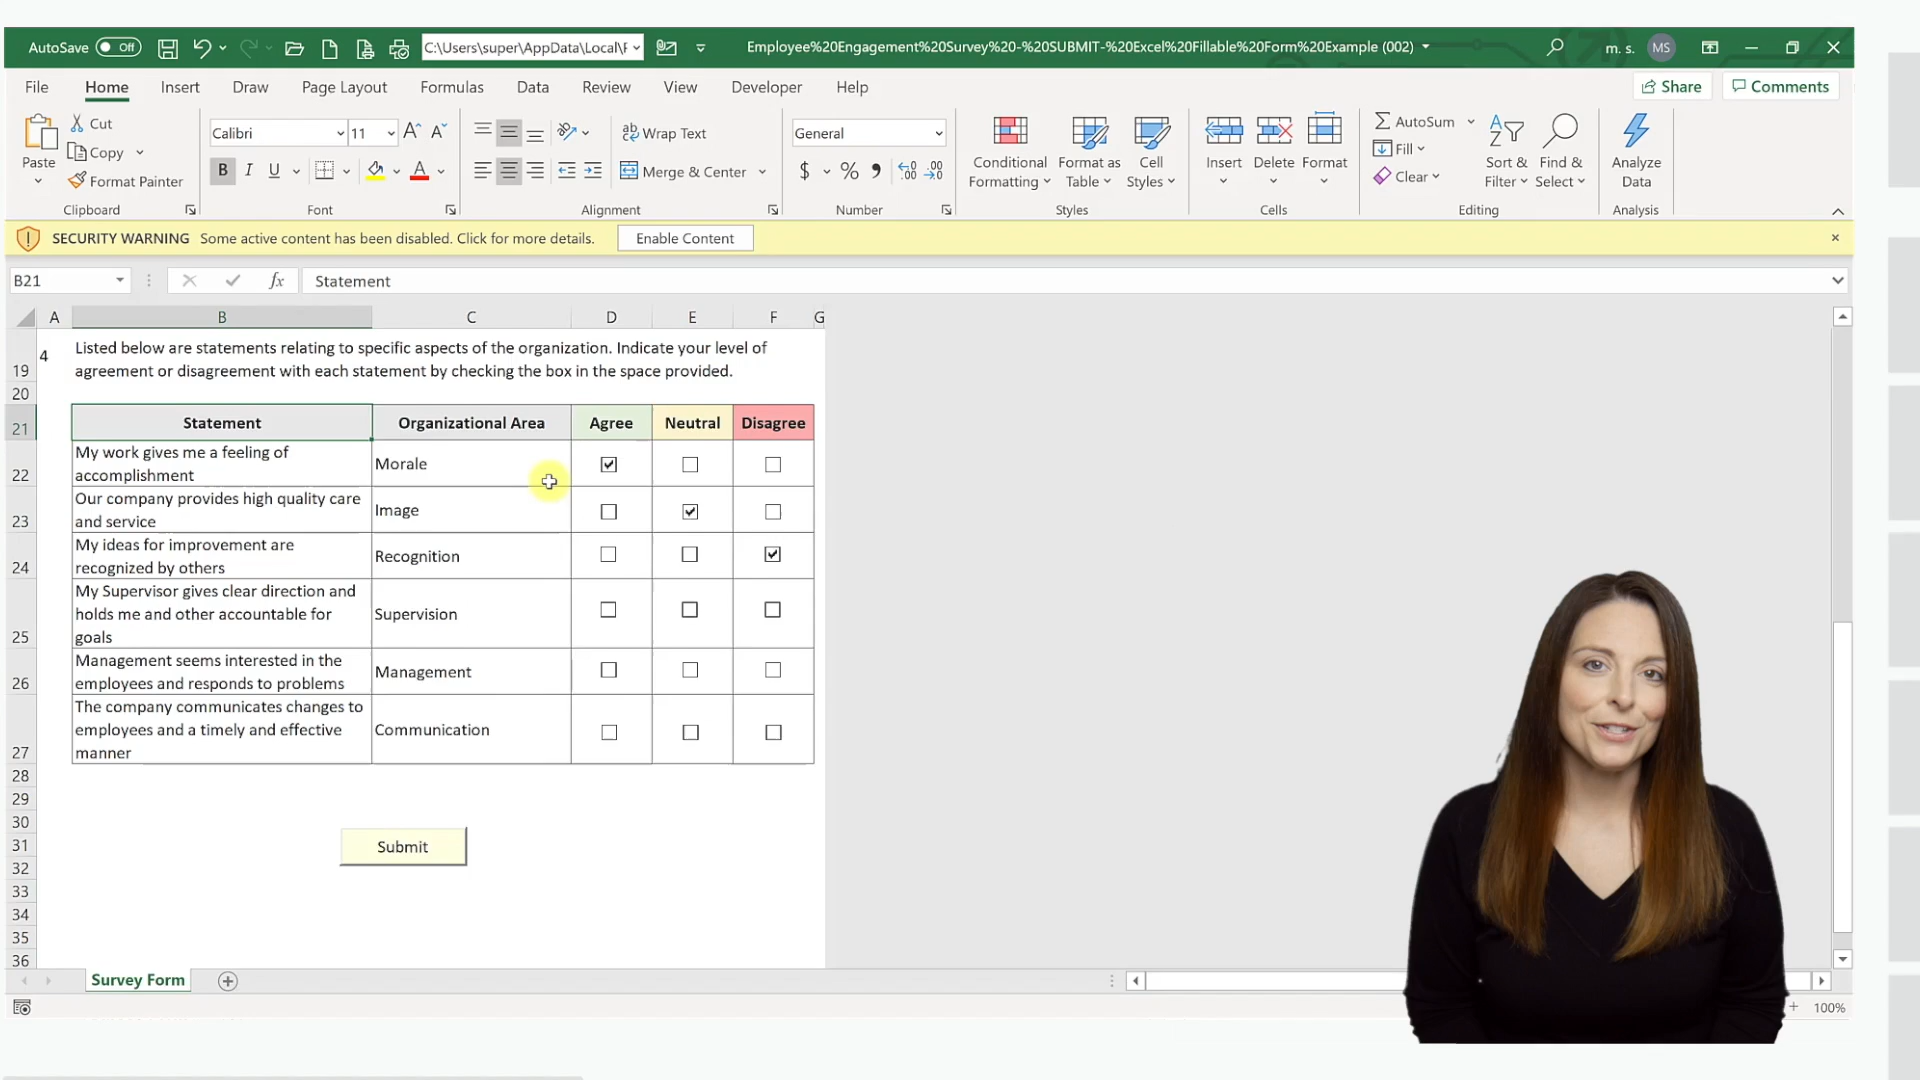 AutoSave Off C:\Users\super\AppData\Local\F Employee%20Engagement%20Survey%20-%20SUBMIT-%20Excel%20Fillable%20Form%20Example (002) m. s. MS
File Home Insert Draw Page Layout Formulas Data Review View Developer Help Share Comments
Paste
Cut
Copy
Format Painter
Clipboard
Calibri 11
B I U
Font
ab Wrap Text
Merge & Center
Alignment
General
$ % ,
Number
Conditional
Formatting
Format as
Table
Cell
Styles
Styles
Insert Delete Format
Cells
AutoSum
Fill
Clear
Sort &
Filter
Find &
Select
Editing
Analyze
Data
Analysis
SECURITY WARNING Some active content has been disabled. Click for more details. Enable Content
B21 fx Statement
A B C D E F G
4 Listed below are statements relating to specific aspects of the organization. Indicate your level of
19 agreement or disagreement with each statement by checking the box in the space provided.
20
21 Statement Organizational Area Agree Neutral Disagree
My work gives me a feeling of
accomplishment
22 Morale
Our company provides high quality care
and service
23 Image
My ideas for improvement are
recognized by others
24 Recognition
My Supervisor gives clear direction and
holds me and other accountable for
goals
25 Supervision
Management seems interested in the
employees and responds to problems
26 Management
The company communicates changes to
employees and a timely and effective
manner
27 Communication
28
29
30
31 Submit
32
33
34
35
36
Survey Form
100%